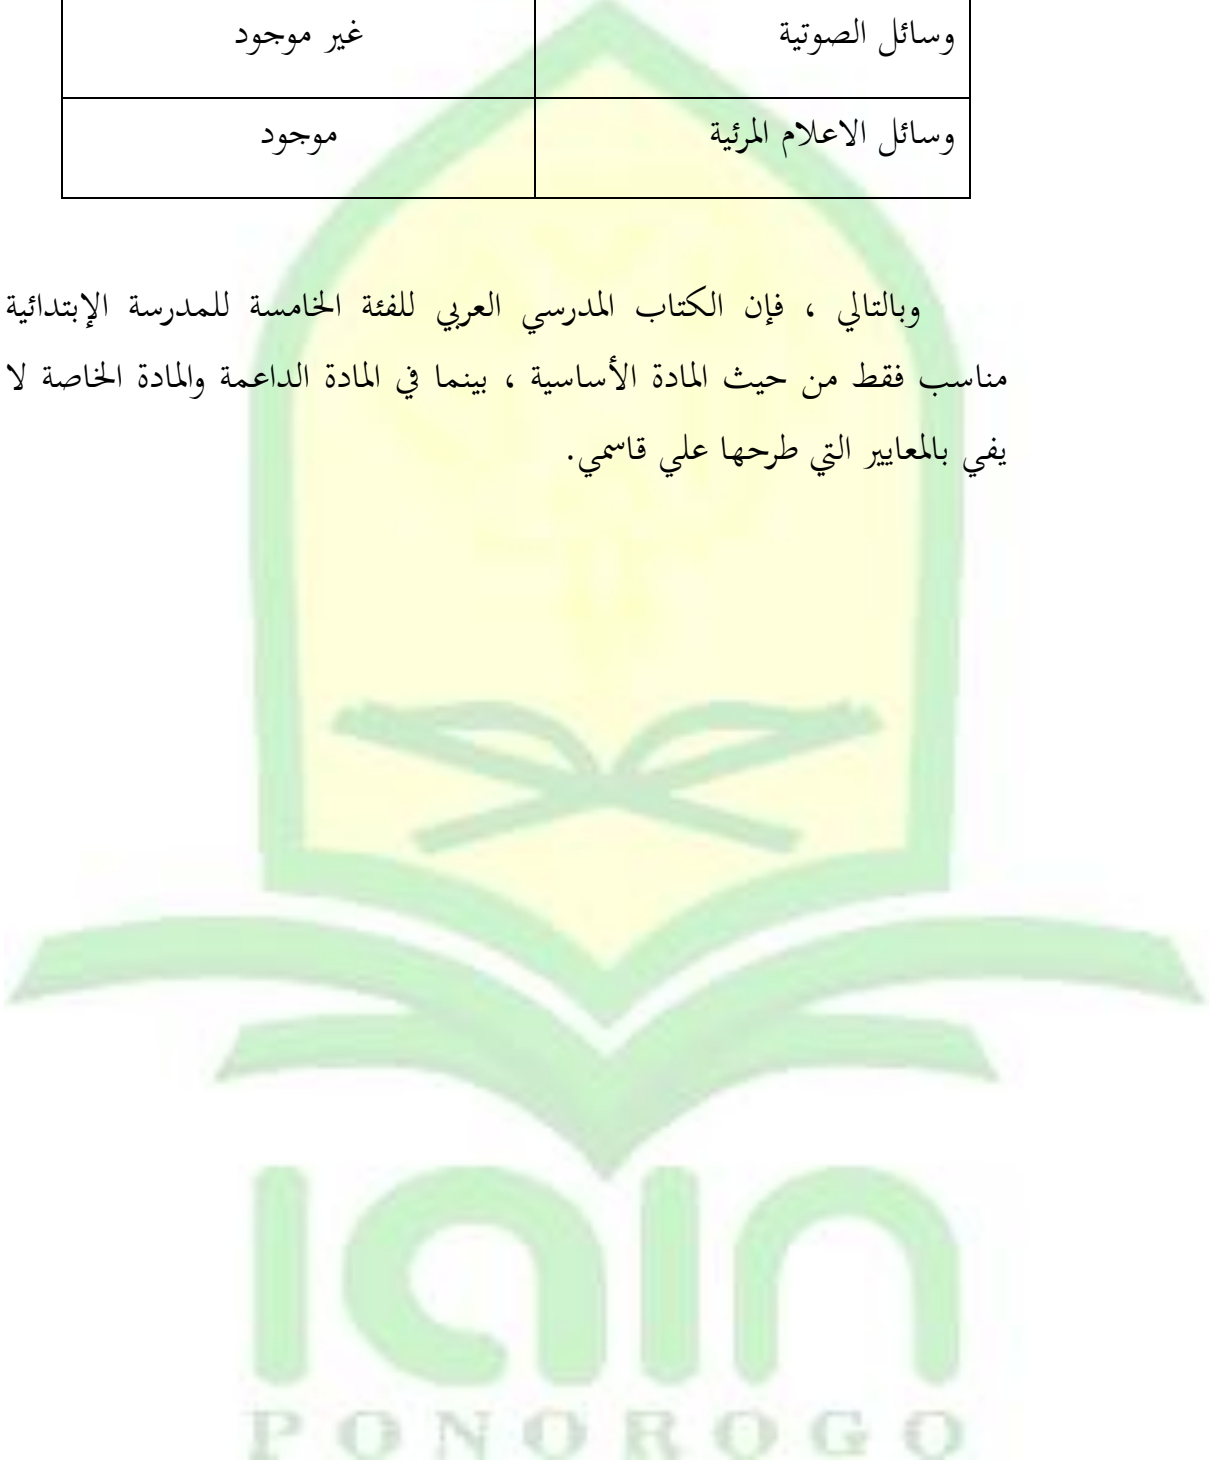 وسائل الصوتية غير موجود
وسائل الاعلام المرئية موجود
وبالتالي ، فإن الكتاب المدرسي العربي للفئة الخامسة للمدرسة الإبتدائية
مناسب فقط من حيث المادة الأساسية ، بينما في المادة الداعمة والمادة الخاصة لا
يفي بالمعايير التي طرحها علي قاسمي.
iain
PONOROGO